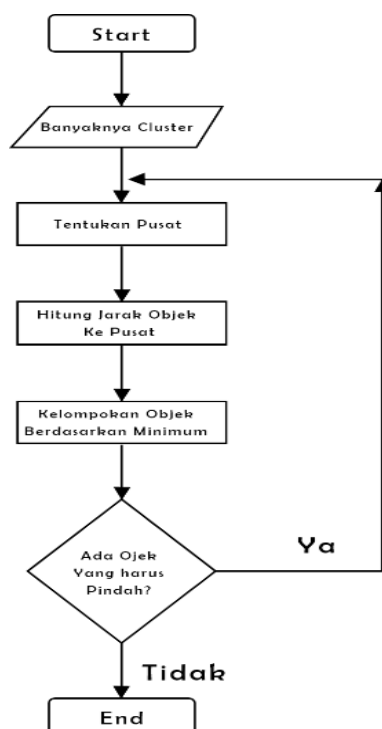 Start
Banyaknya Cluster
Tentukan Pusat
Hitung Jarak Objek
Ke Pusat
Kelompokan Objek
Berdasarkan Minimum
Ada Ojek
Yang harus
Pindah?
Ya
Tidak
End